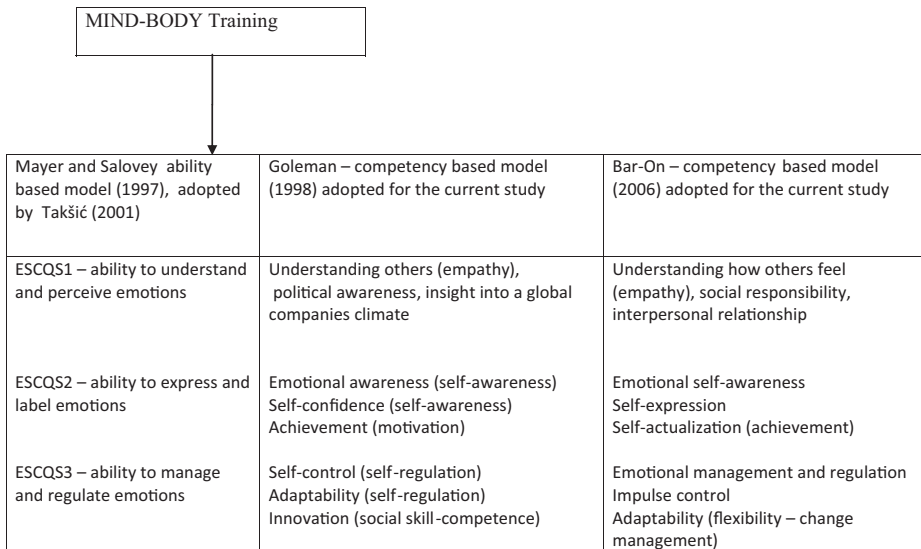 MIND-BODY Training
Mayer and Salovey ability
based model (1997), adopted
by Takšić (2001)
Goleman – competency based model
(1998) adopted for the current study
Bar-On – competency based model
(2006) adopted for the current study
ESCQS1 – ability to understand
and perceive emotions
Understanding others (empathy),
political awareness, insight into a global
companies climate
Understanding how others feel
(empathy), social responsibility,
interpersonal relationship
ESCQS2 – ability to express and
label emotions
Emotional awareness (self-awareness)
Self-confidence (self-awareness)
Achievement (motivation)
Emotional self-awareness
Self-expression
Self-actualization (achievement)
ESCQS3 – ability to manage
and regulate emotions
Self-control (self-regulation)
Adaptability (self-regulation)
Innovation (social skill-competence)
Emotional management and regulation
Impulse control
Adaptability (flexibility – change
management)